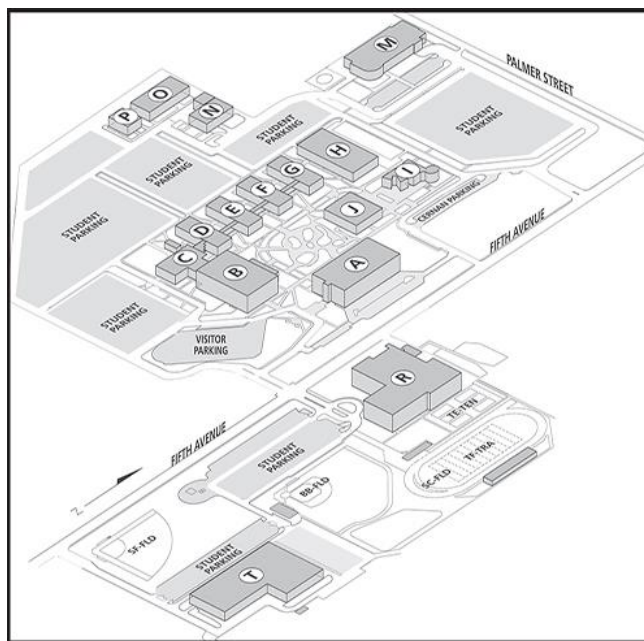 M
PALMER STREET
O
P
N
STUDENT
PARKING
STUDENT
PARKING
H
G
I
STUDENT
PARKING
F
CERNAN PARKING
E
J
STUDENT
PARKING
D
FIFTH AVENUE
C
B
A
STUDENT
PARKING
VISITOR
PARKING
R
TE-TEN
FIFTH AVENUE
STUDENT
PARKING
TF-TRA
SC-FLD
BB-FLD
N
SF-FLD
STUDENT
PARKING
T